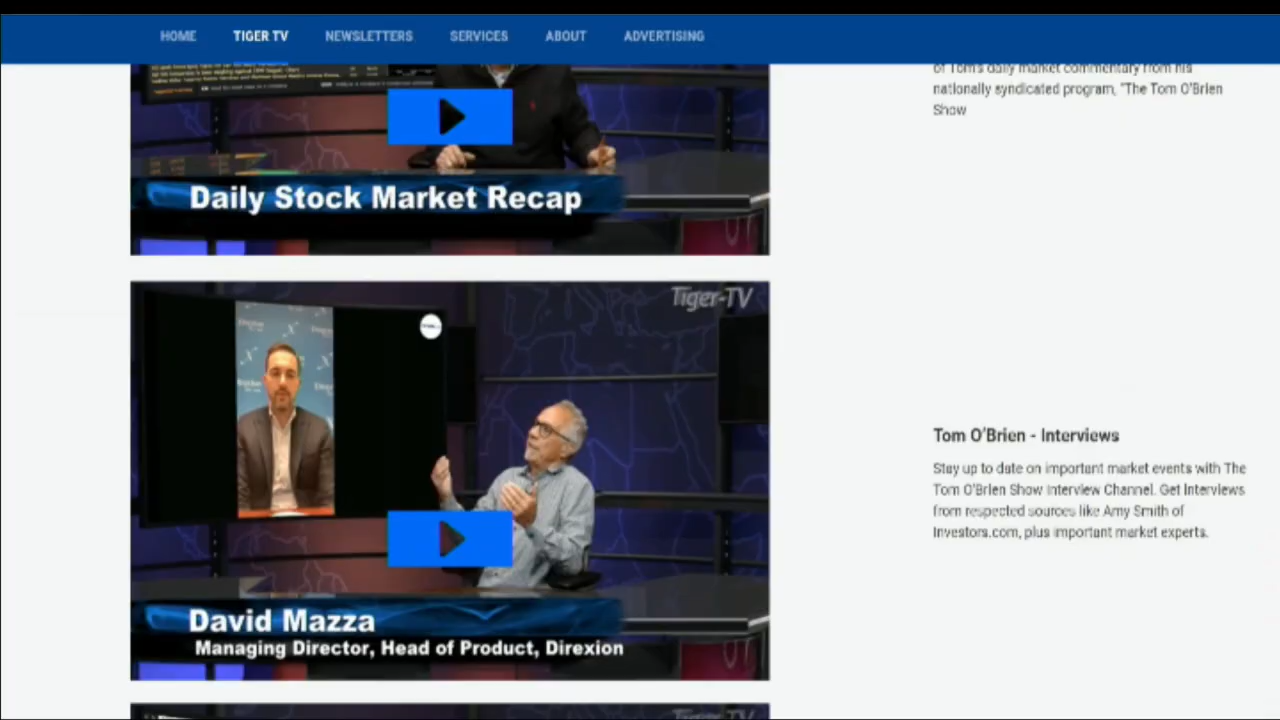 HOME TIGER TV NEWSLETTERS SERVICES ABOUT ADVERTISING
of Tom's daily market commentary from his
nationally syndicated program, "The Tom O'Brien
Show
Daily Stock Market Recap
Tiger-TV
Tom O'Brien - Interviews
Stay up to date on important market events with The
Tom O'Brien Show Interview Channel. Get Interviews
from respected sources like Amy Smith of
Investors.com, plus important market experts.
David Mazza
Managing Director, Head of Product, Direxion
Tiger-TV